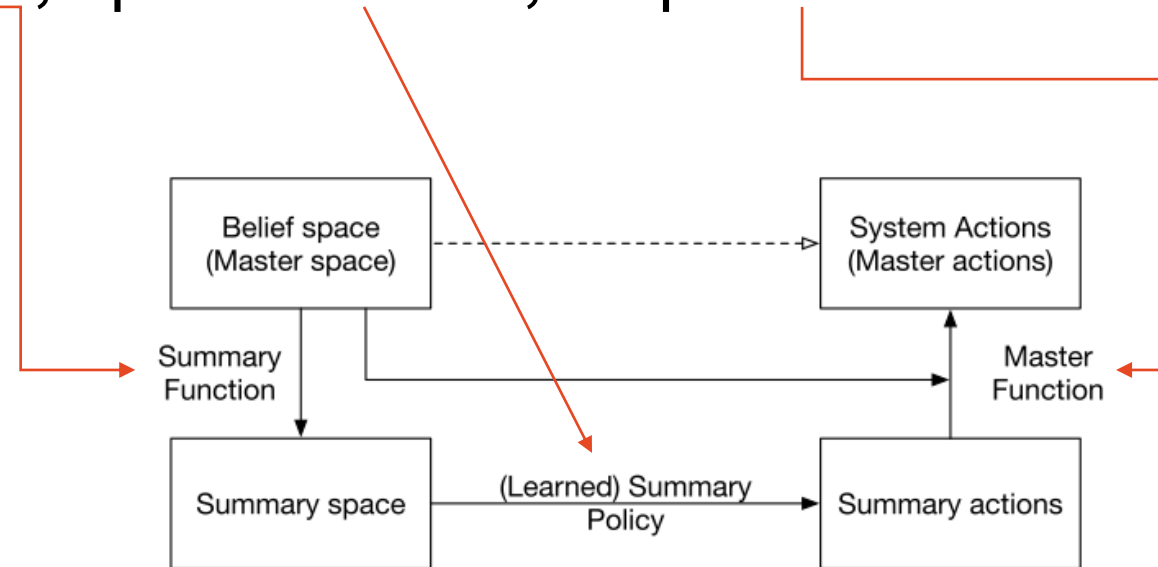 Belief space
(Master space)
System Actions
(Master actions)
Summary
Function
Master
Function
Summary space
(Learned) Summary
Policy
Summary actions